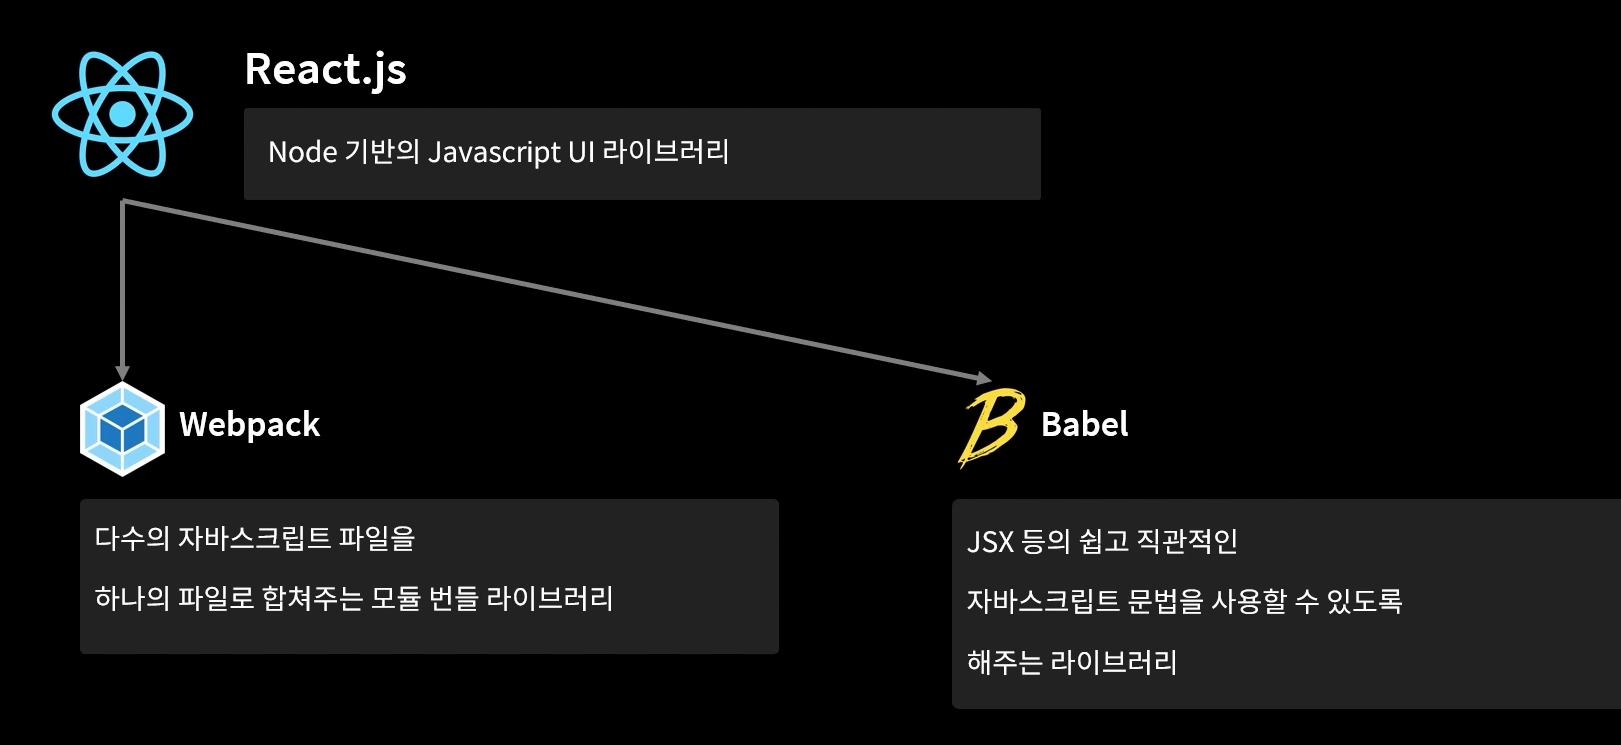 React.js
Node 기반의 Javascript UI 라이브러리
Webpack
다수의 자바스크립트 파일을
하나의 파일로 합쳐주는 모듈 번들 라이브러리
Babel
JSX 등의 쉽고 직관적인
자바스크립트 문법을 사용할 수 있도록
해주는 라이브러리